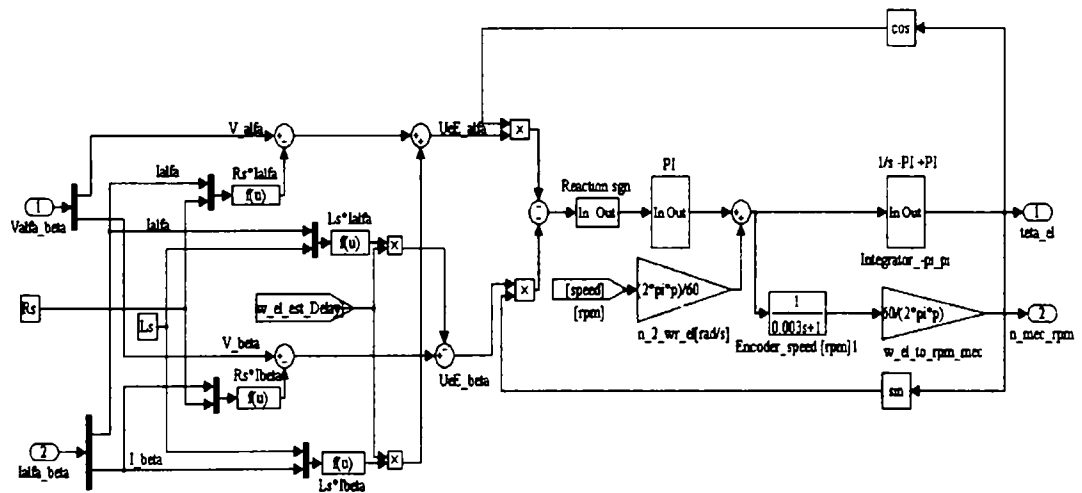 cos
V_alfa
UeE_alfa
×
Ialfa
Rs*Ialfa
f(u)
PI
1/s -PI +PI
Reaction sgn
In Out
In Out
In Out
1
Valfa_beta
1
teta_el
Ialfa
Ls*Ialfa
f(u)
×
Integrator_-pi_pi
[speed]
[rpm]
(2*pi*p)/60
n_2_wr_el[rad/s]
×
Rs
w_el_est_Delay
Ls
1
0.003s+1
Encoder_speed [rpm]1
60/(2*pi*p)
w_el_to_rpm_mec
2
n_mec_rpm
V_beta
UeE_beta
Rs*Ibeta
f(u)
sin
2
Ialfa_beta
I_beta
f(u)
×
Ls*Ibeta